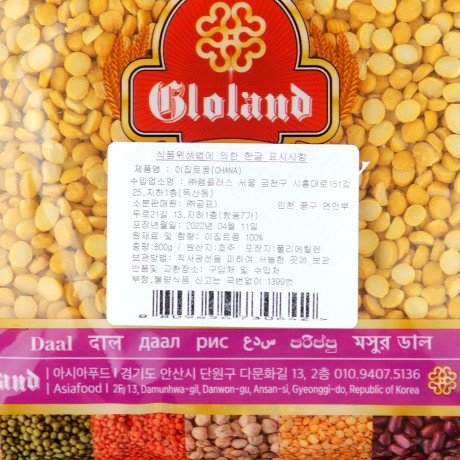 Gloland
식품위생법에 의한 한글 표시사항
제품명 : 이집트콩(CHANA)
수입업소명 : ㈜웰플러스 서울 금천구 시흥대로151길
25,지하1층(독산동)
소분판매원: ㈜공표) 인천 중구 연안부
두로21길 13,지하1층(항동7가)
포장년월일: 2022년 04월 11일
원재료 및 함량: 이집트콩 100%
중량:800g / 원산지:호주 포장지:폴리에틸렌
보관방법: 직사광선을 피하여 서늘한 곳에 보관
반품및 교환장소: 구입처 및 수입처
부정.불량식품 신고는 국번없이 1399번
Daal দাল даал рис
පරිප්පු মসুর ডাল
land
아시아푸드 | 경기도 안산시 단원구 다문화길 13, 2층 010.9407.5136
Asiafood | 2F, 13, Damunhwa-gil, Danwon-gu, Ansan-si, Gyeonggi-do, Republic of Korea